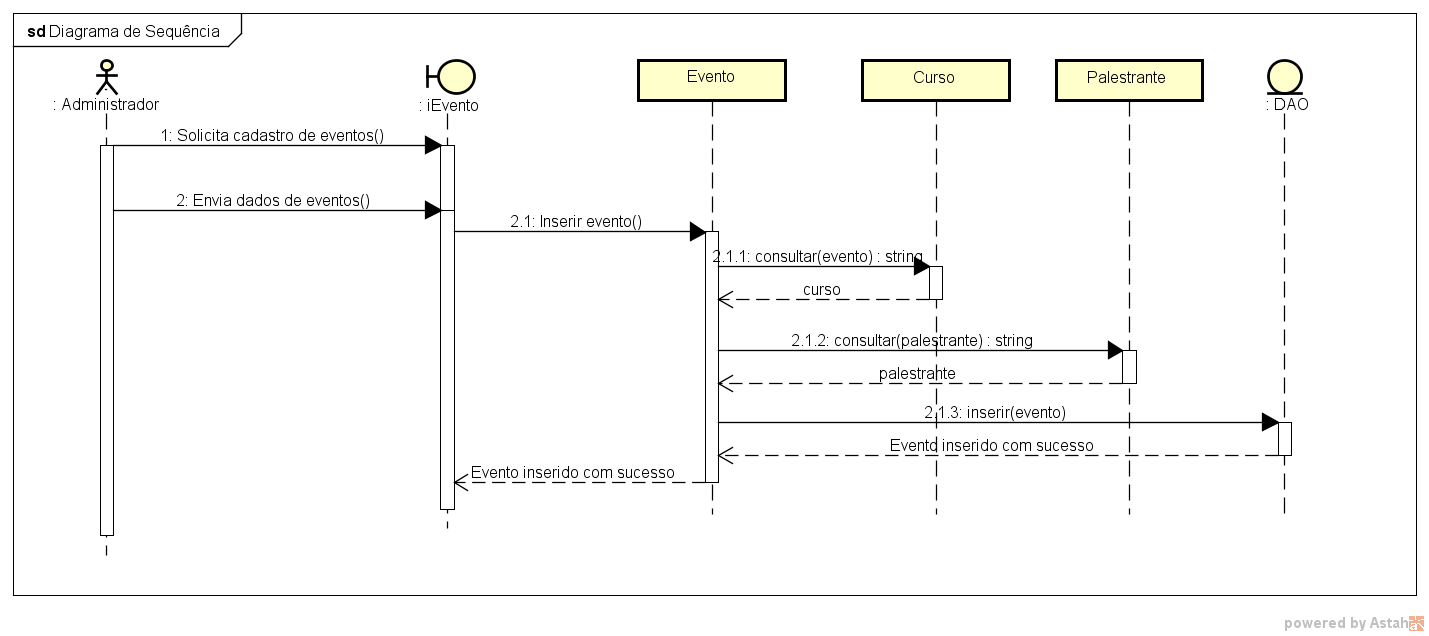 sd Diagrama de Sequência
: Administrador
: iEvento
Evento
Curso
Palestrante
: DAO
1: Solicita cadastro de eventos()
2: Envia dados de eventos()
2.1: Inserir evento()
2.1.1: consultar(evento) : string
curso
2.1.2: consultar(palestrante) : string
palestrante
2.1.3: inserir(evento)
Evento inserido com sucesso
Evento inserido com sucesso
powered by Astah